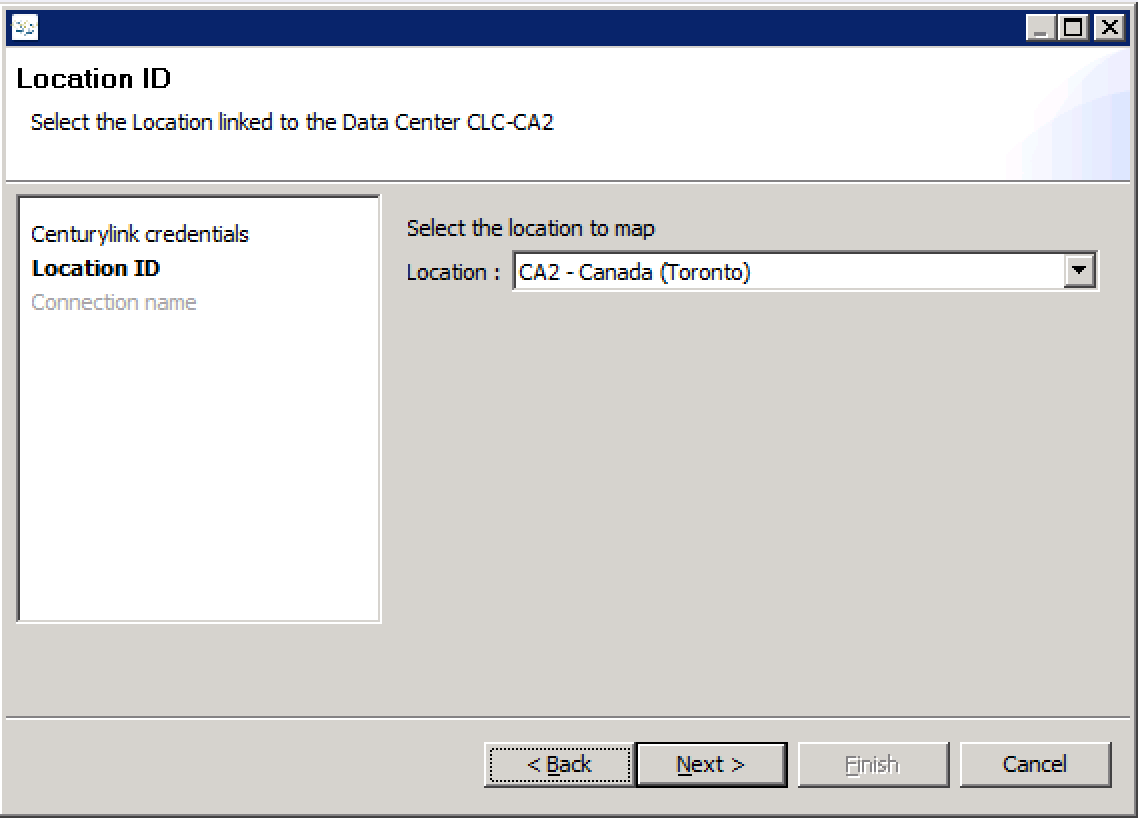 Location ID
Select the Location linked to the Data Center CLC-CA2
Centurylink credentials
Location ID
Connection name
Select the location to map
Location : CA2 - Canada (Toronto)
< Back Next > Finish Cancel